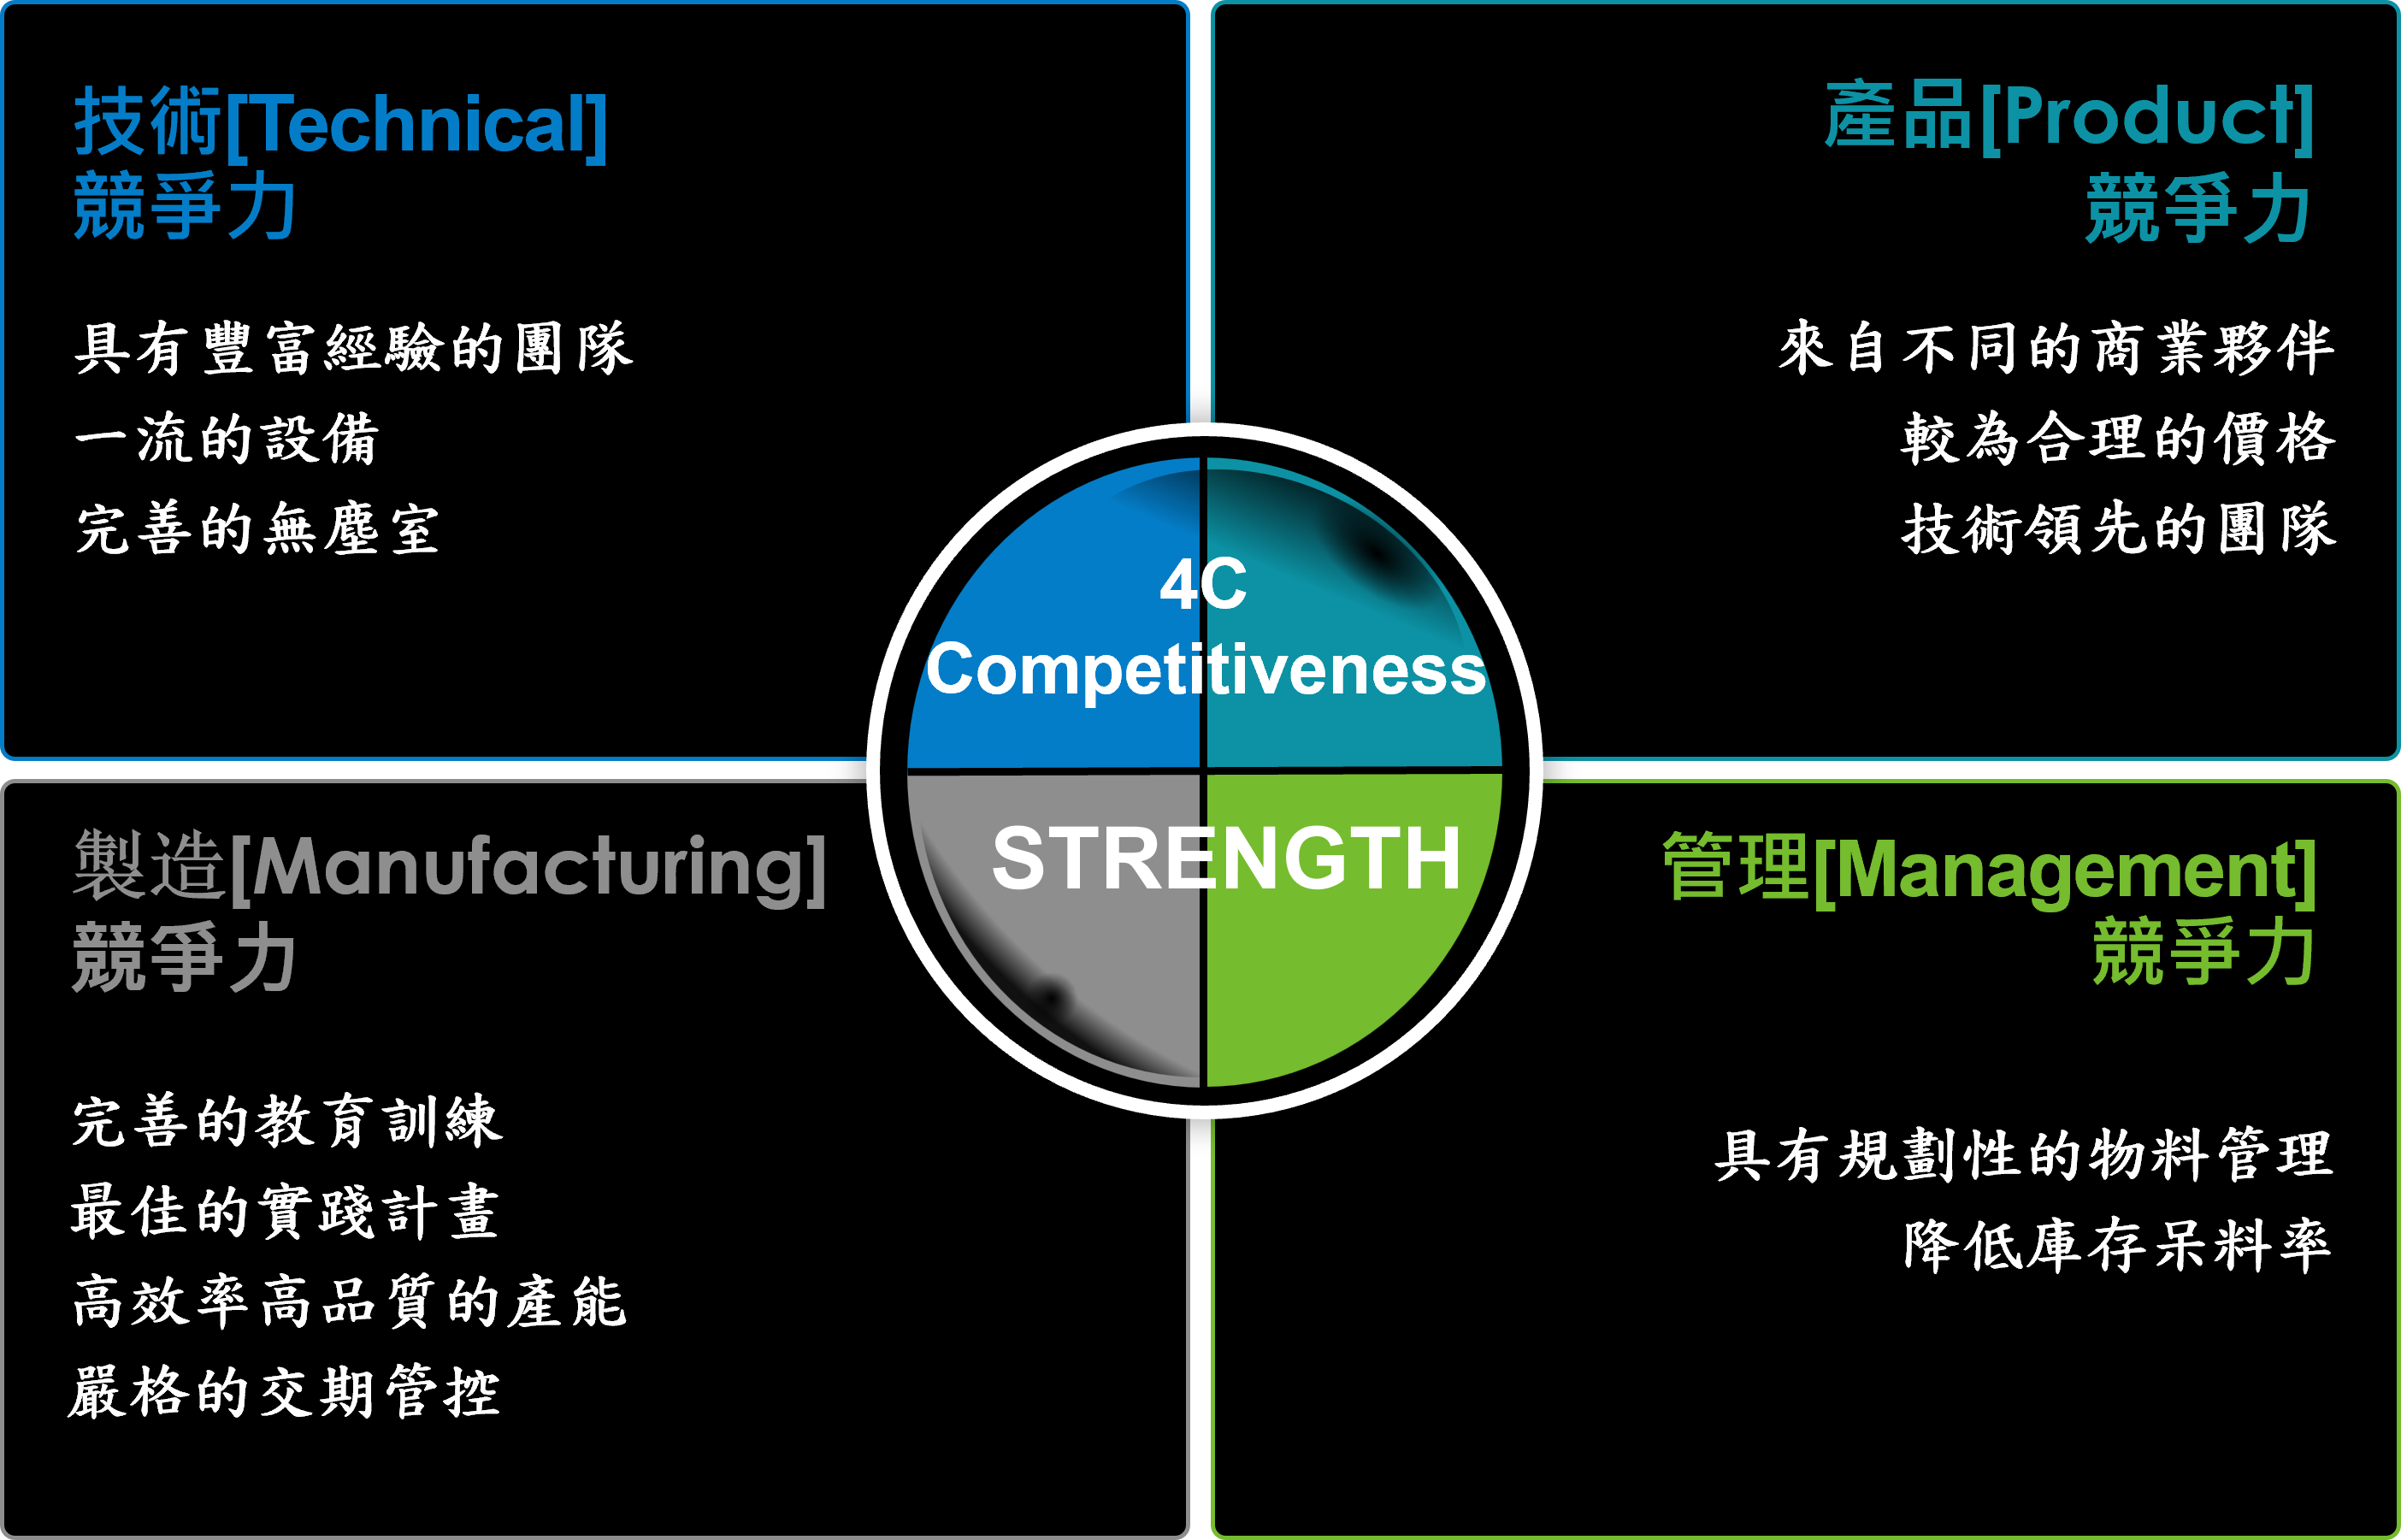 技術[Technical]
競爭力
具有豐富經驗的團隊
一流的設備
完善的無塵室
產品[Product]
競爭力
來自不同的商業夥伴
較為合理的價格
技術領先的團隊
4C
Competitiveness
STRENGTH
製造[Manufacturing]
競爭力
完善的教育訓練
最佳的實踐計畫
高效率高品質的產能
嚴格的交期管控
管理[Management]
競爭力
具有規劃性的物料管理
降低庫存呆料率